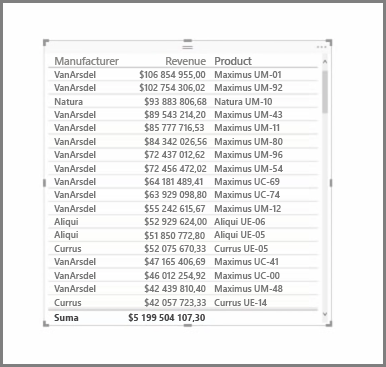 Manufacturer Revenue Product
VanArsdel $106 854 955,00 Maximus UM-01
VanArsdel $102 754 306,02 Maximus UM-92
Natura $93 883 806,68 Natura UM-10
VanArsdel $89 543 214,20 Maximus UM-43
VanArsdel $85 777 716,53 Maximus UM-11
VanArsdel $84 342 026,56 Maximus UM-80
VanArsdel $72 437 012,62 Maximus UM-96
VanArsdel $72 456 472,02 Maximus UM-54
VanArsdel $64 181 489,41 Maximus UC-69
VanArsdel $63 929 098,80 Maximus UC-74
VanArsdel $55 242 615,67 Maximus UM-12
Aliqui $52 929 624,00 Aliqui UE-06
Aliqui $51 850 772,80 Aliqui UE-05
Currus $52 075 670,33 Currus UE-05
VanArsdel $47 165 406,69 Maximus UC-41
VanArsdel $46 012 254,92 Maximus UC-00
VanArsdel $42 439 810,40 Maximus UM-48
Currus $42 057 723,33 Currus UE-14
Suma $5 199 504 107,30